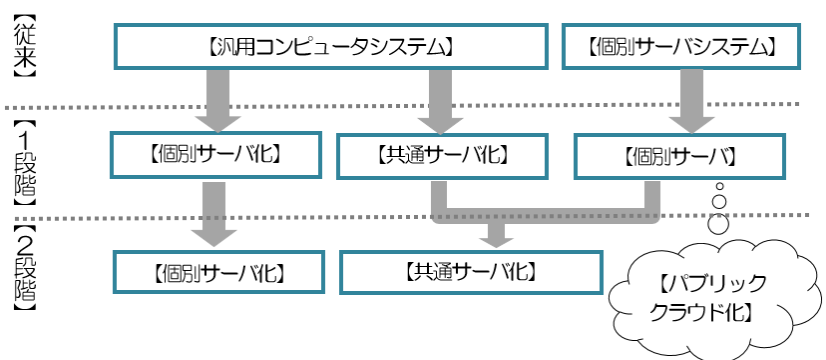 【従来】
【汎用コンピュータシステム】
【個別サーバシステム】
【1段階】
【個別サーバ化】
【共通サーバ化】
【個別サーバ】
【2段階】
【個別サーバ化】
【共通サーバ化】
【パブリック
クラウド化】